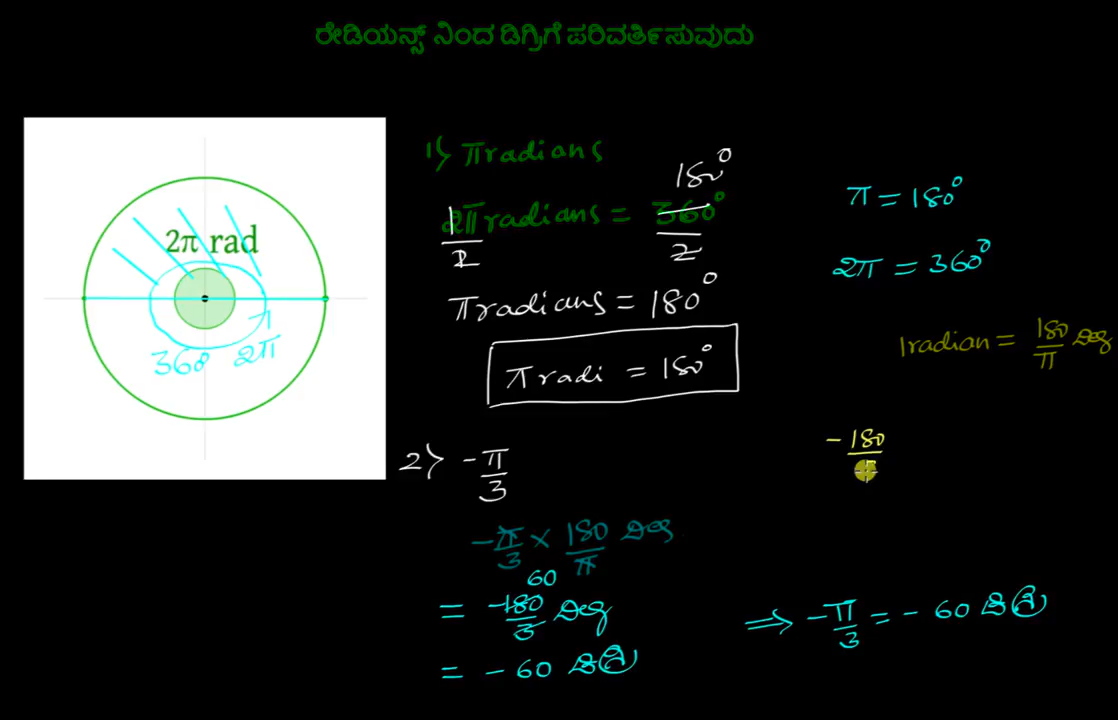 ರೇಡಿಯನ್ಸ್ ನಿಂದ ಡಿಗ್ರಿಗೆ ಪರಿವರ್ತಿಸುವುದು
2π rad
360° 2π
1) π radians
180°
2π radians = 360°
2 2
π radians = 180°
π radi = 180°
π = 180°
2π = 360°
1 radian = 180/π Deg
2) -π/3
-180
-π/3 × 180/π Deg
60
= -180/3 Deg
= - 60 ಡಿಗ್ರಿ
⇒ -π/3 = - 60 ಡಿಗ್ರಿ